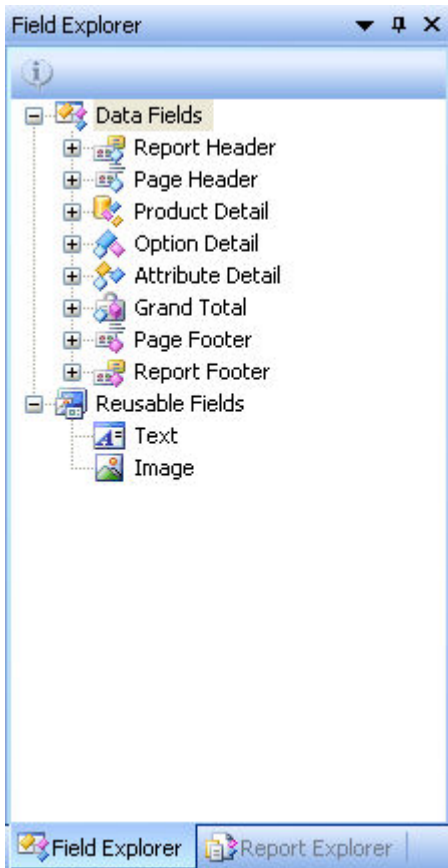 Field Explorer
Data Fields
Report Header
Page Header
Product Detail
Option Detail
Attribute Detail
Grand Total
Page Footer
Report Footer
Reusable Fields
Text
Image
Field Explorer Report Explorer